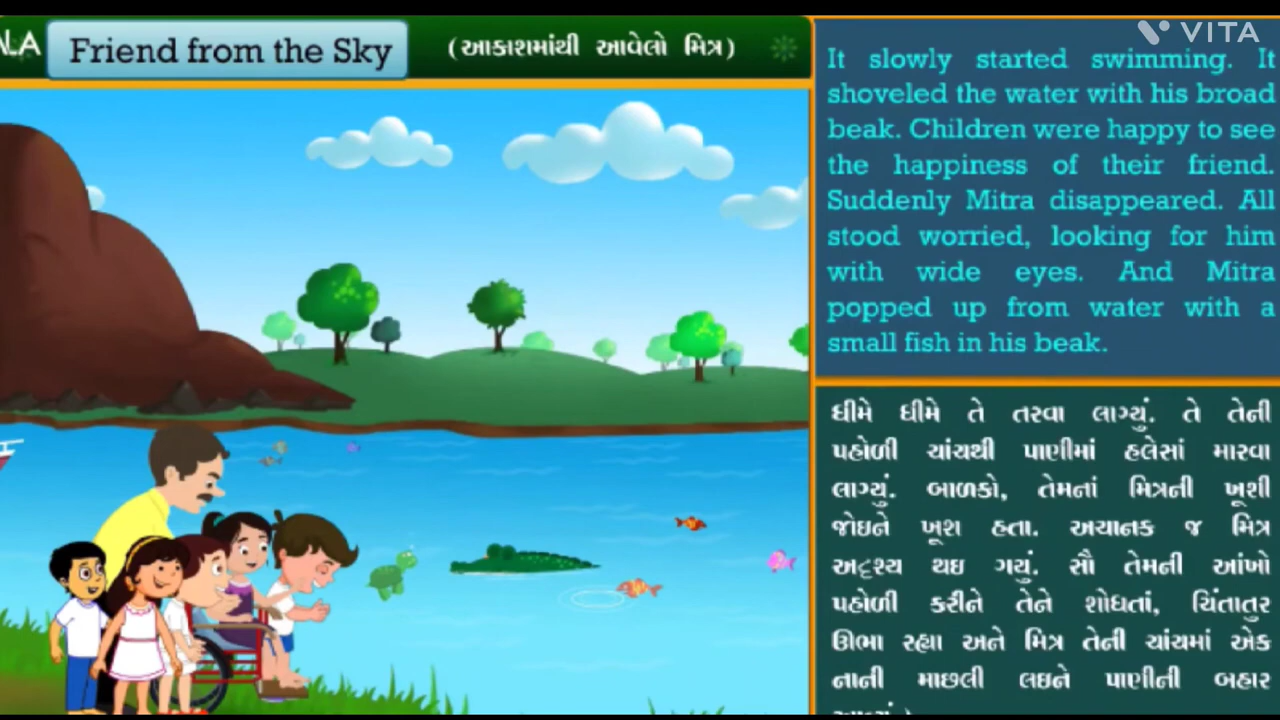 Friend from the Sky
(આકાશમાંથી આવેલો મિત્ર)
VITA
It slowly started swimming. It
shoveled the water with his broad
beak. Children were happy to see
the happiness of their friend.
Suddenly Mitra disappeared. All
stood worried, looking for him
with wide eyes. And Mitra
popped up from water with a
small fish in his beak.
ધીમે ધીમે તે તરવા લાગ્યું. તે તેની
પહોળી ચાંચથી પાણીમાં હલેસાં મારવા
લાગ્યું. બાળકો, તેમનાં મિત્રની ખૂશી
જોઇને ખૂશ હતા. અચાનક જ મિત્ર
અદૃશ્ય થઇ ગયું. સૌ તેમની આંખો
પહોળી કરીને તેને શોધતાં, ચિંતાતુર
ઊભા રહ્યા અને મિત્ર તેની ચાંચમાં એક
નાની માછલી લઇને પાણીની બહાર